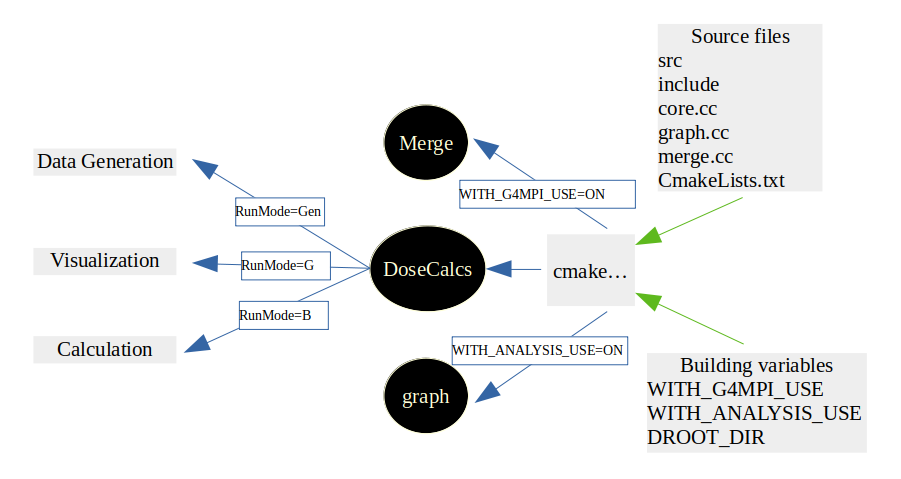 Source files
src
include
core.cc
graph.cc
merge.cc
CmakeLists.txt
Merge
WITH_G4MPI_USE=ON
Data Generation
RunMode=Gen
Visualization
RunMode=G
DoseCalcs
cmake…
Calculation
RunMode=B
WITH_ANALYSIS_USE=ON
graph
Building variables
WITH_G4MPI_USE
WITH_ANALYSIS_USE
DROOT_DIR